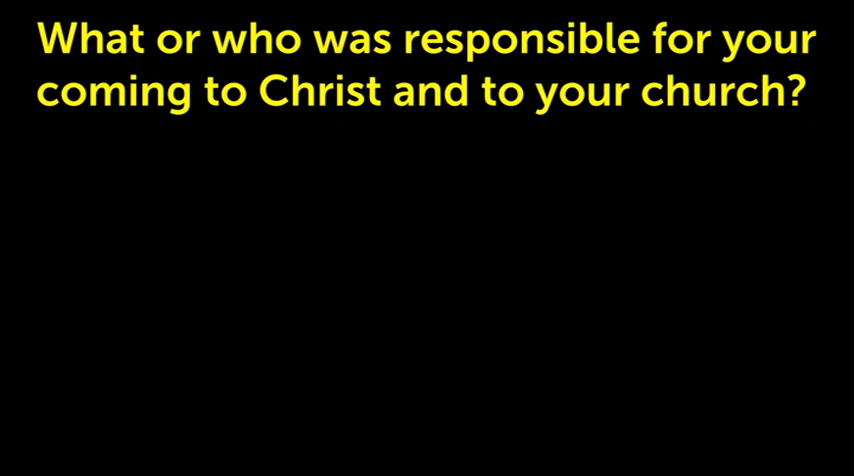 What or who was responsible for your
coming to Christ and to your church?